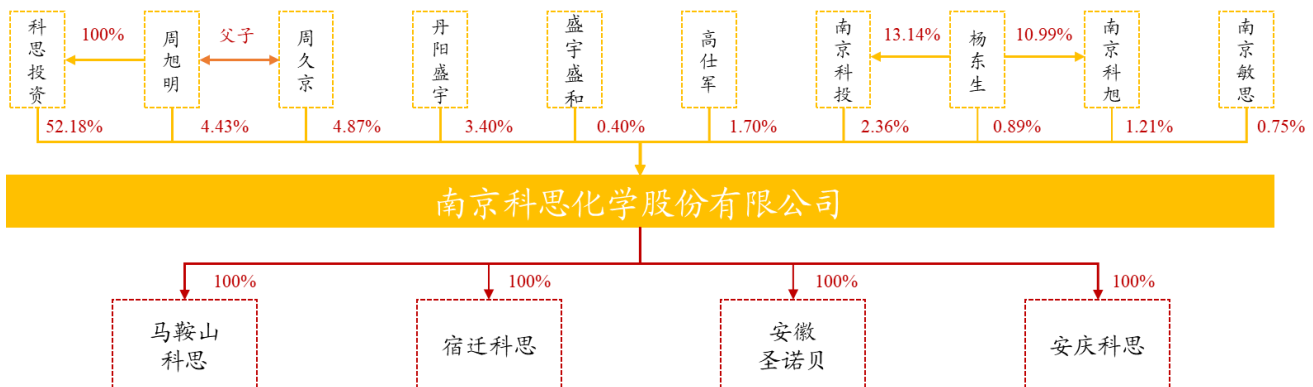 科思投资
100%
周旭明
父子
周久京
丹阳盛宇
盛宇盛和
高仕军
南京科投
13.14%
杨东生
10.99%
南京科旭
南京敏思
52.18%
4.43%
4.87%
3.40%
0.40%
1.70%
2.36%
0.89%
1.21%
0.75%
南京科思化学股份有限公司
100%
100%
100%
100%
马鞍山
科思
宿迁科思
安徽
圣诺贝
安庆科思